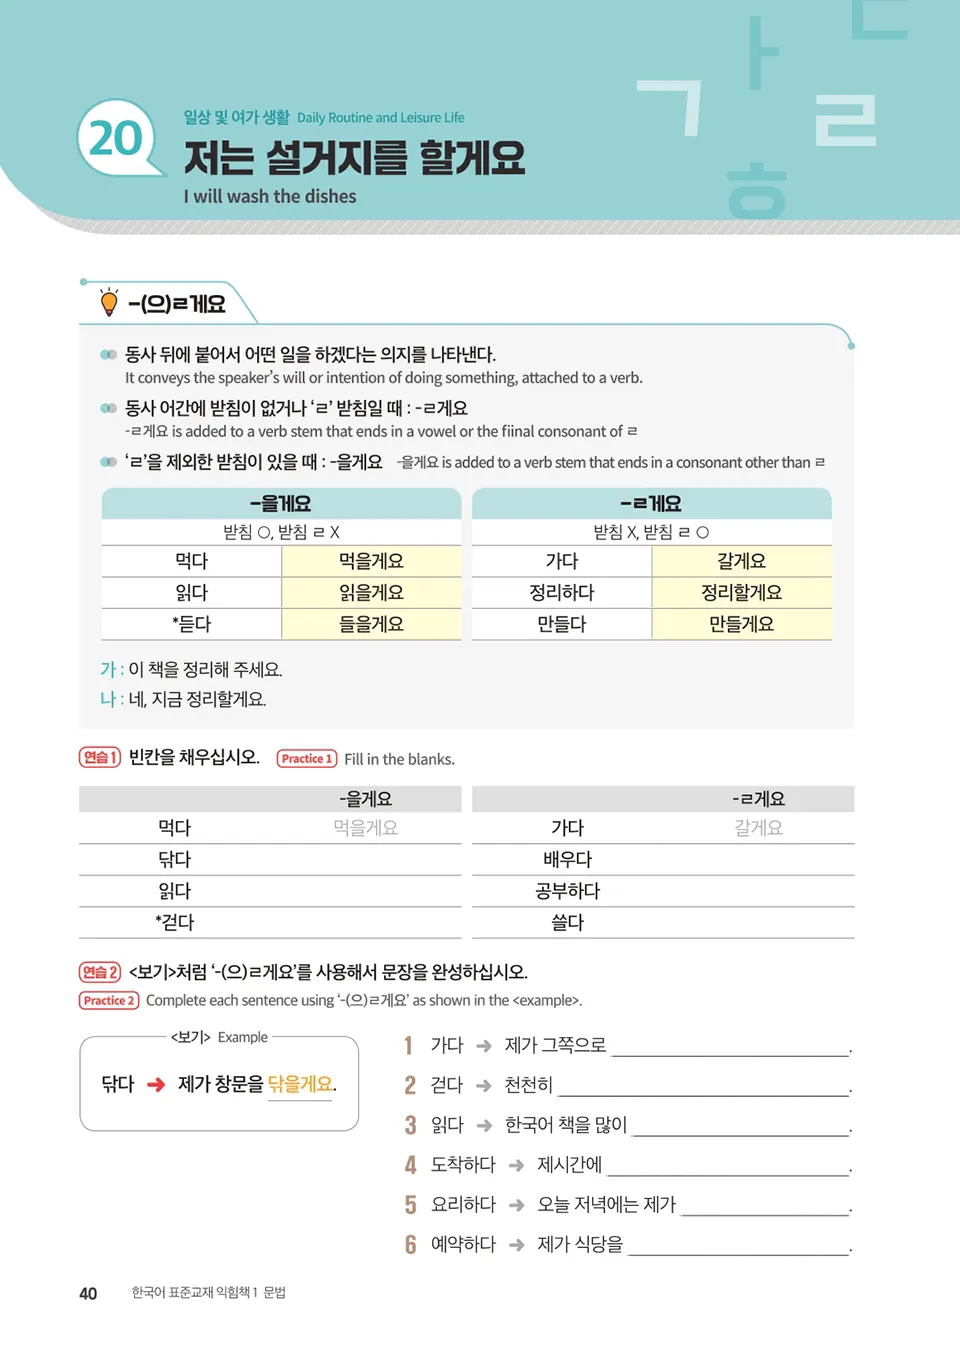 20
일상 및 여가 생활 Daily Routine and Leisure Life
저는 설거지를 할게요
I will wash the dishes
ㄱ ㅏ ㄷ ㄹ ㅎ
-(으)ㄹ게요
동사 뒤에 붙어서 어떤 일을 하겠다는 의지를 나타낸다.
It conveys the speaker's will or intention of doing something, attached to a verb.
동사 어간에 받침이 없거나 ‘ㄹ’ 받침일 때 : -ㄹ게요
-ㄹ게요 is added to a verb stem that ends in a vowel or the fiinal consonant of ㄹ
‘ㄹ’을 제외한 받침이 있을 때 : -을게요 -을게요 is added to a verb stem that ends in a consonant other than ㄹ
-을게요 -ㄹ게요
받침 O, 받침 ㄹ X 받침 X, 받침 ㄹ O
먹다 먹을게요 가다 갈게요
읽다 읽을게요 정리하다 정리할게요
*듣다 들을게요 만들다 만들게요
가 : 이 책을 정리해 주세요.
나 : 네, 지금 정리할게요.
연습 1 빈칸을 채우십시오. Practice 1 Fill in the blanks.
-을게요 -ㄹ게요
먹다 먹을게요 가다 갈게요
닦다 배우다
읽다 공부하다
*걷다 쓸다
연습 2 <보기>처럼 ‘-(으)ㄹ게요’를 사용해서 문장을 완성하십시오.
Practice 2 Complete each sentence using ‘-(으)ㄹ게요’ as shown in the <example>.
<보기> Example
닦다 → 제가 창문을 닦을게요.
1 가다 → 제가 그쪽으로 ____.
2 걷다 → 천천히 ____.
3 읽다 → 한국어 책을 많이 ____.
4 도착하다 → 제시간에 ____.
5 요리하다 → 오늘 저녁에는 제가 ____.
6 예약하다 → 제가 식당을 ____.
40 한국어 표준교재 익힘책 1 문법